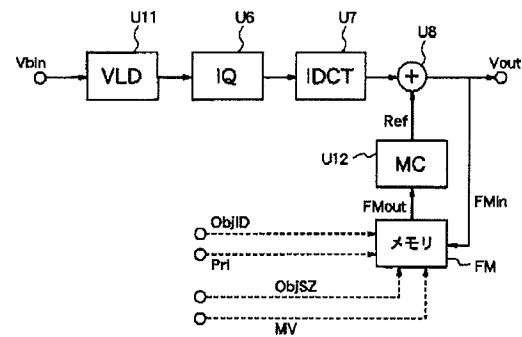 U11
U6
U7
U8
Vbin
VLD
IQ
IDCT
+
Vout
Ref
U12
MC
FMout
FMin
ObjID
メモリ
Pri
FM
ObjSZ
MV